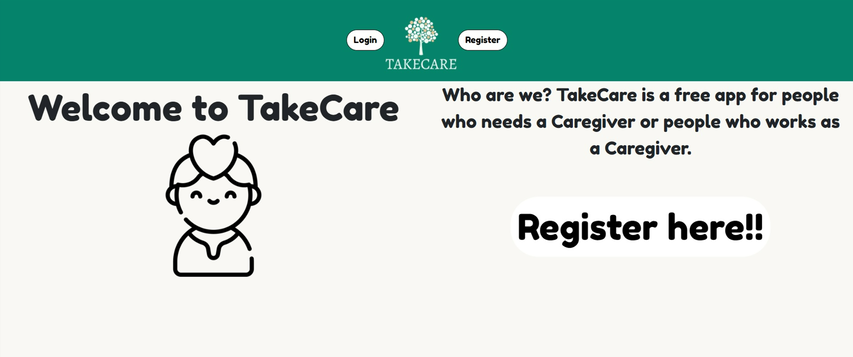 Login
Register
TAKECARE
Welcome to TakeCare
Who are we? TakeCare is a free app for people
who needs a Caregiver or people who works as
a Caregiver.
Register here!!